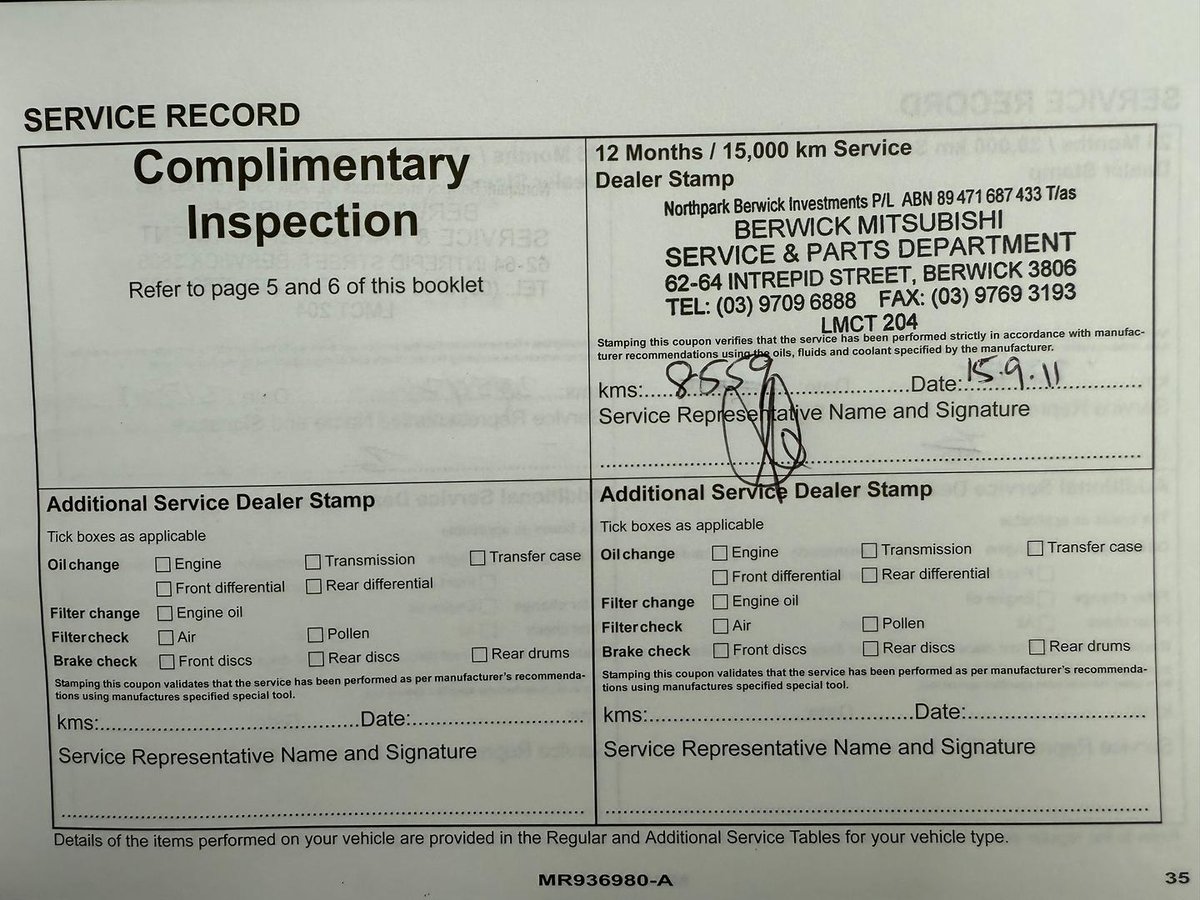 SERVICE RECORD
Complimentary
Inspection
Refer to page 5 and 6 of this booklet
12 Months / 15,000 km Service
Dealer Stamp
Northpark Berwick Investments P/L ABN 89 471 687 433 T/as
BERWICK MITSUBISHI
SERVICE & PARTS DEPARTMENT
62-64 INTREPID STREET, BERWICK 3806
TEL: (03) 9709 6888 FAX: (03) 9769 3193
LMCT 204
Stamping this coupon verifies that the service has been performed strictly in accordance with manufac-
turer recommendations using the oils, fluids and coolant specified by the manufacturer.
kms: 8559 Date: 15.9.11
Service Representative Name and Signature
Additional Service Dealer Stamp
Tick boxes as applicable
Oil change Engine Transmission Transfer case
Front differential Rear differential
Filter change Engine oil
Filter check Air Pollen
Brake check Front discs Rear discs Rear drums
Stamping this coupon validates that the service has been performed as per manufacturer's recommenda-
tions using manufactures specified special tool.
kms: Date:
Service Representative Name and Signature
Additional Service Dealer Stamp
Tick boxes as applicable
Oil change Engine Transmission Transfer case
Front differential Rear differential
Filter change Engine oil
Filter check Air Pollen
Brake check Front discs Rear discs Rear drums
Stamping this coupon validates that the service has been performed as per manufacturer's recommenda-
tions using manufactures specified special tool.
kms: Date:
Service Representative Name and Signature
Details of the items performed on your vehicle are provided in the Regular and Additional Service Tables for your vehicle type.
MR936980-A
35